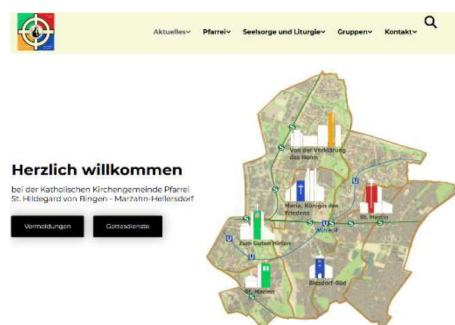 Aktuelles
Pfarrei
Seelsorge und Liturgie
Gruppen
Kontakt
Herzlich willkommen
bei der Katholischen Kirchengemeinde Pfarrei
St. Hildegard von Bingen - Marzahn-Hellersdorf
Vermeldungen
Gottesdienste
Von der Verklärung
des Herrn
Maria, Königin des
Friedens
St. Martin
Zum Guten Hirten
St. Marien
Biesdorf-Süd